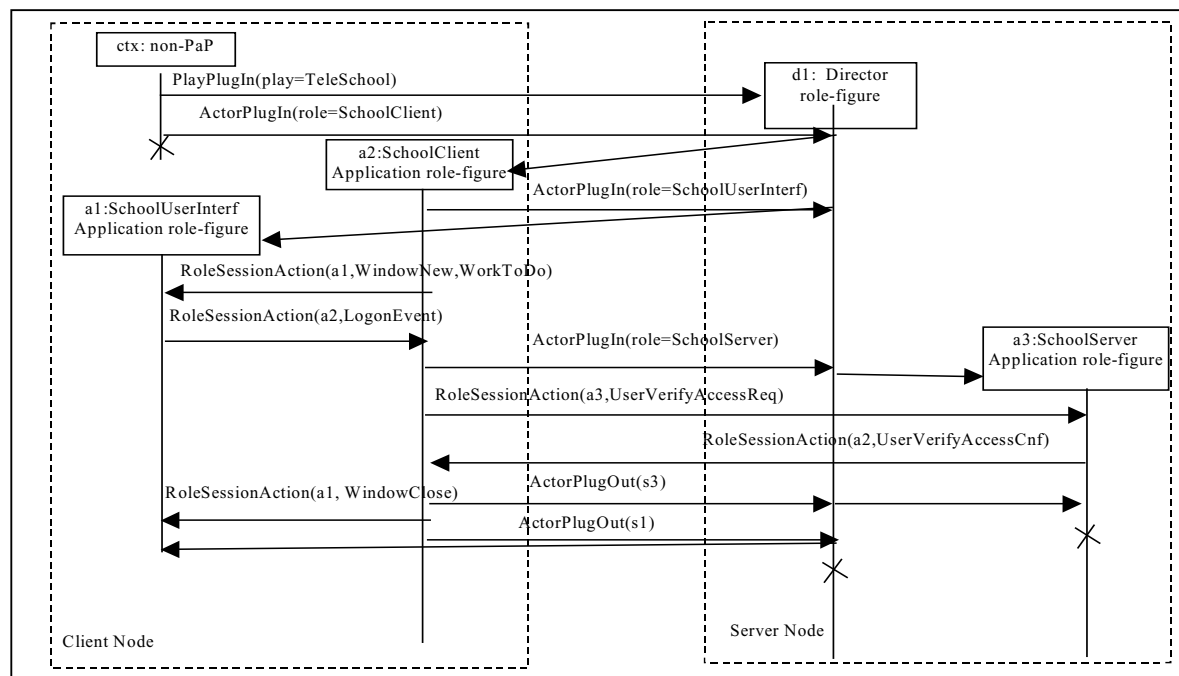 ctx: non-PaP
PlayPlugIn(play=TeleSchool)
d1: Director
role-figure
ActorPlugIn(role=SchoolClient)
a2:SchoolClient
Application role-figure
ActorPlugIn(role=SchoolUserInterf)
a1:SchoolUserInterf
Application role-figure
RoleSessionAction(a1,WindowNew,WorkToDo)
RoleSessionAction(a2,LogonEvent)
ActorPlugIn(role=SchoolServer)
a3:SchoolServer
Application role-figure
RoleSessionAction(a3,UserVerifyAccessReq)
RoleSessionAction(a2,UserVerifyAccessCnf)
ActorPlugOut(s3)
RoleSessionAction(a1, WindowClose)
ActorPlugOut(s1)
Client Node
Server Node